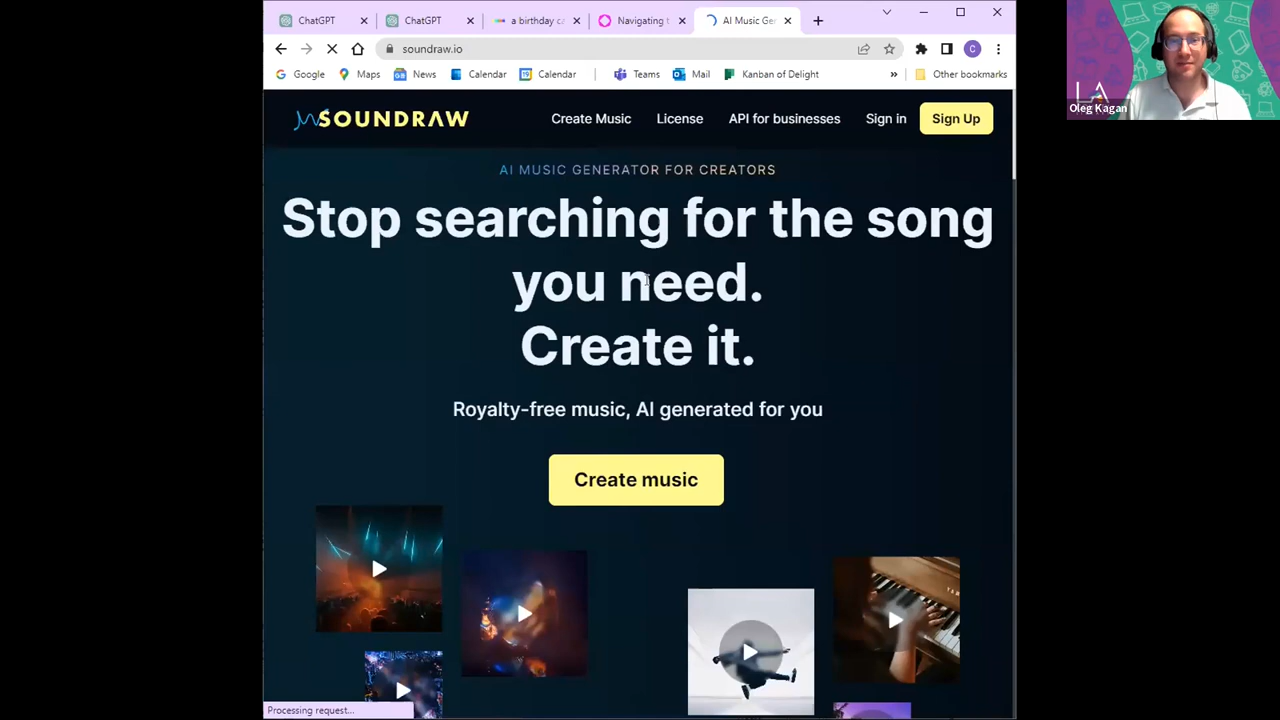 ChatGPT
ChatGPT
a birthday ca
Navigating t
AI Music Gen
soundraw.io
C
Google
Maps
News
Calendar
Calendar
Teams
Mail
Kanban of Delight
»
Other bookmarks
SOUNDRAW
Create Music
License
API for businesses
Sign in
Sign Up
AI MUSIC GENERATOR FOR CREATORS
Stop searching for the song
you need.
Create it.
Royalty-free music, AI generated for you
Create music
Processing request...
LA
Oleg Kagan